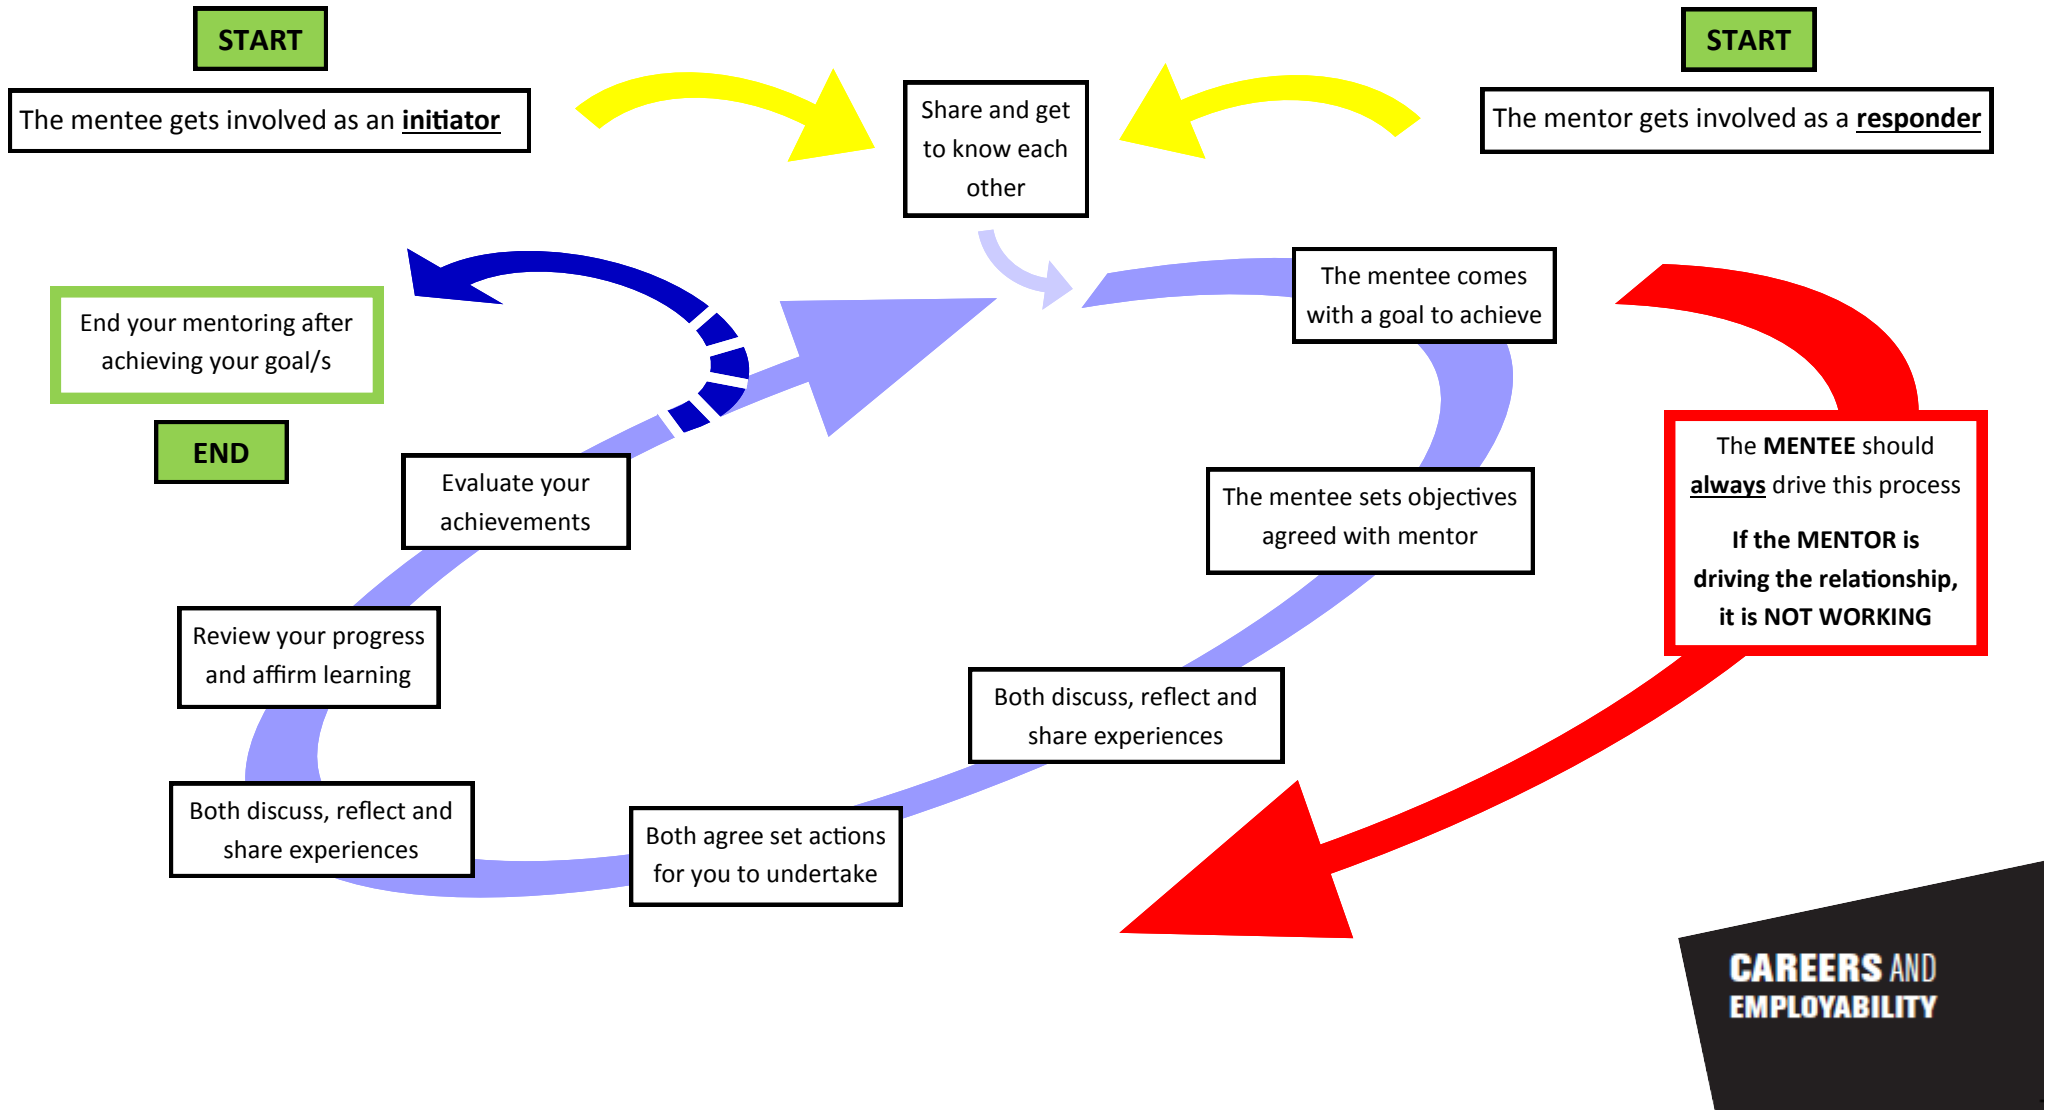 START
The mentee gets involved as an initiator
START
The mentor gets involved as a responder
Share and get
to know each
other
The mentee comes
with a goal to achieve
The MENTEE should
always drive this process
If the MENTOR is
driving the relationship,
it is NOT WORKING
The mentee sets objectives
agreed with mentor
Both discuss, reflect and
share experiences
Both agree set actions
for you to undertake
Both discuss, reflect and
share experiences
Review your progress
and affirm learning
Evaluate your
achievements
End your mentoring after
achieving your goal/s
END
CAREERS AND
EMPLOYABILITY